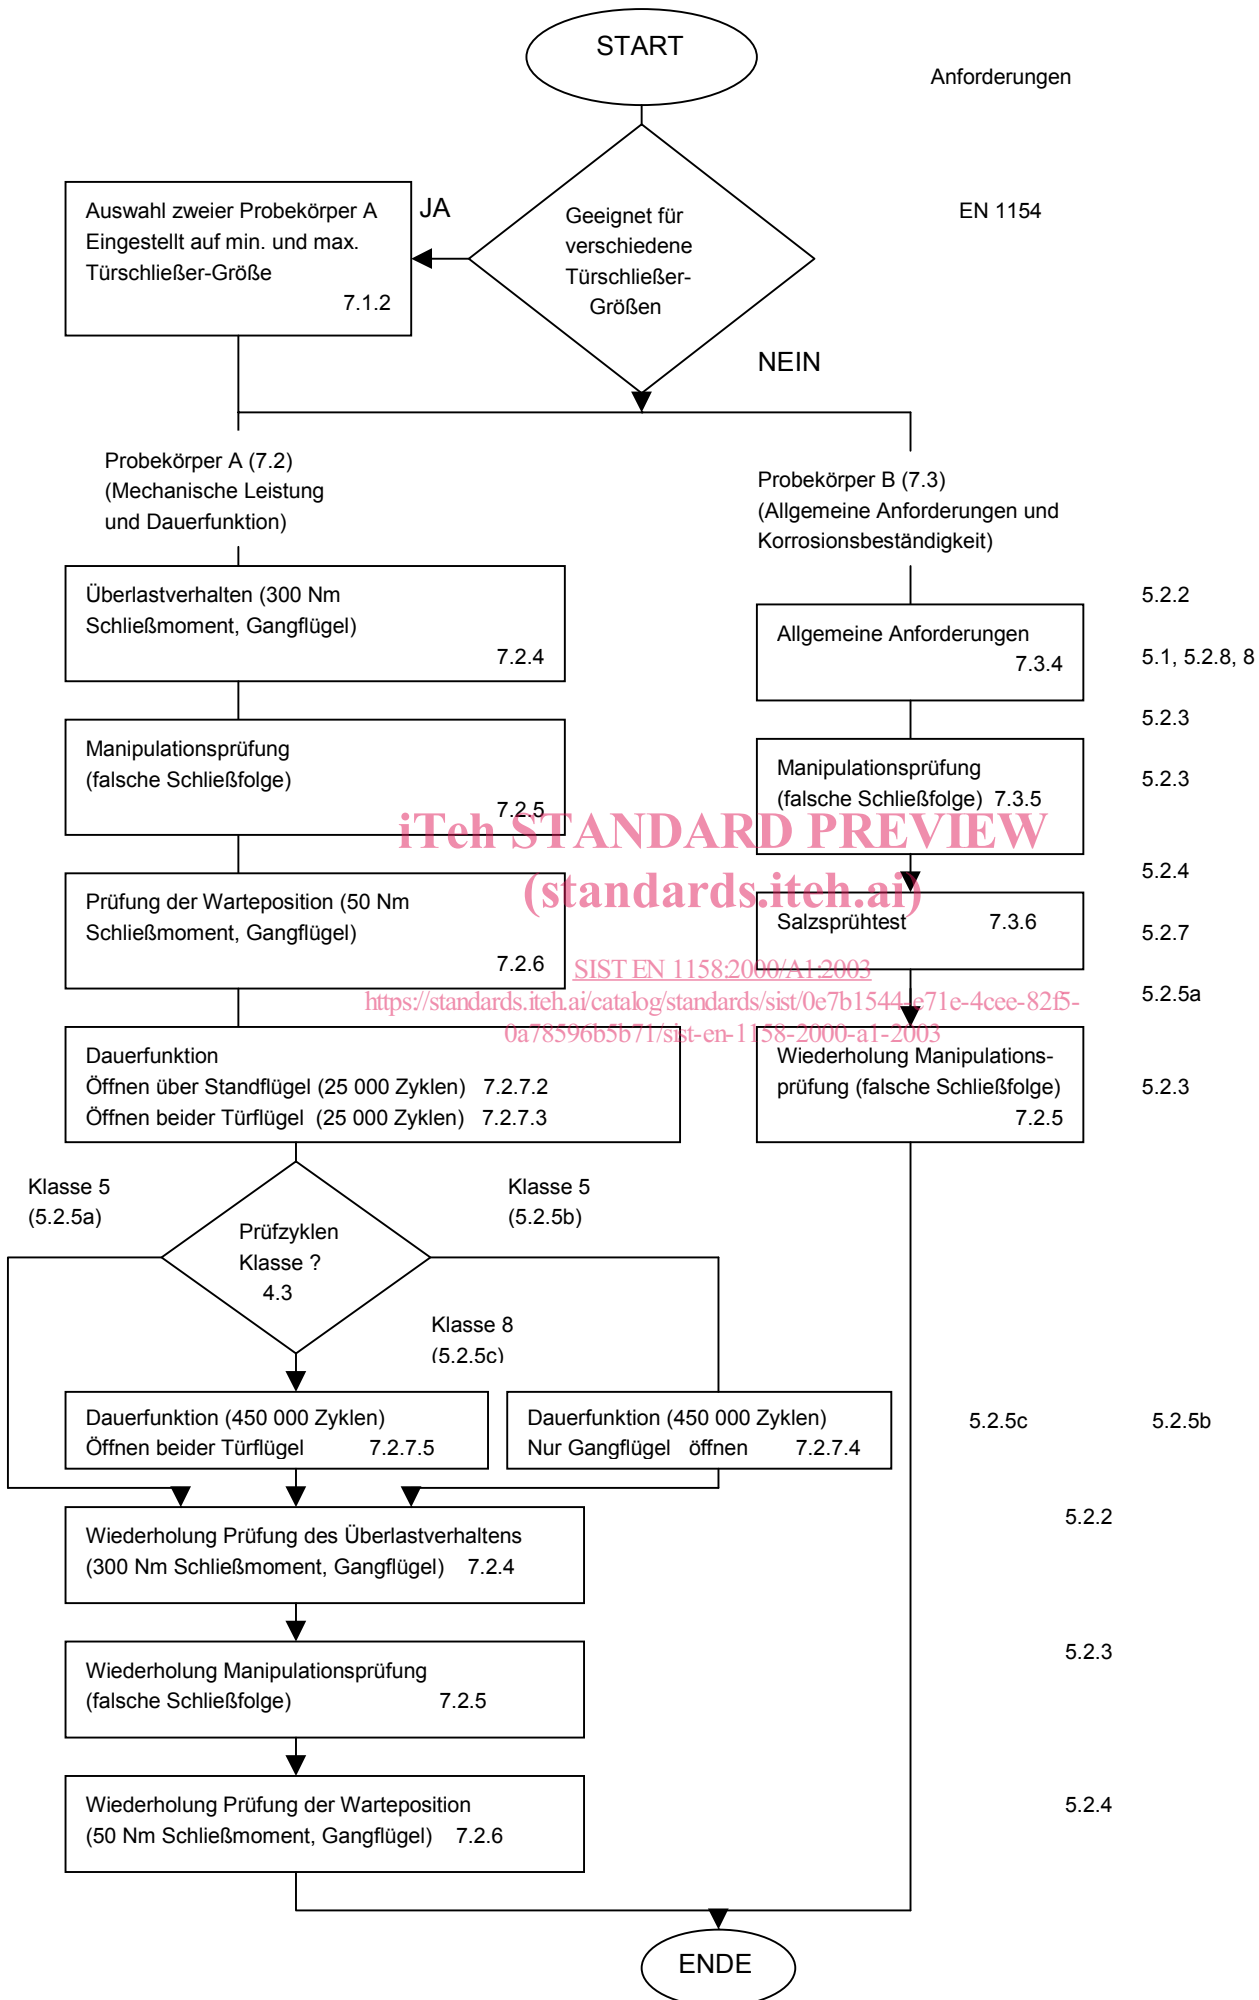 START
Anforderungen
Auswahl zweier Probekörper A
Eingestellt auf min. und max.
Türschließer-Größe
7.1.2
JA
Geeignet für
verschiedene
Türschließer-
Größen
EN 1154
NEIN
Probekörper A (7.2)
(Mechanische Leistung
und Dauerfunktion)
Probekörper B (7.3)
(Allgemeine Anforderungen und
Korrosionsbeständigkeit)
Überlastverhalten (300 Nm
Schließmoment, Gangflügel)
7.2.4
Allgemeine Anforderungen
7.3.4
5.2.2
5.1, 5.2.8, 8
5.2.3
Manipulationsprüfung
(falsche Schließfolge)
7.2.5
Manipulationsprüfung
(falsche Schließfolge) 7.3.5
5.2.3
iTeh STANDARD PREVIEW
(standards.iteh.ai)
5.2.4
Prüfung der Warteposition (50 Nm
Schließmoment, Gangflügel)
7.2.6
Salzsprühtest 7.3.6
5.2.7
SIST EN 1158:2000/A1:2003
https://standards.iteh.ai/catalog/standards/sist/0e7b1544-e71e-4cee-82f5-
0a78596b5b71/sist-en-1158-2000-a1-2003
5.2.5a
Dauerfunktion
Öffnen über Standflügel (25 000 Zyklen) 7.2.7.2
Öffnen beider Türflügel (25 000 Zyklen) 7.2.7.3
Wiederholung Manipulations-
prüfung (falsche Schließfolge)
7.2.5
5.2.3
Klasse 5
(5.2.5a)
Prüfzyklen
Klasse ?
4.3
Klasse 5
(5.2.5b)
Klasse 8
(5.2.5c)
Dauerfunktion (450 000 Zyklen)
Öffnen beider Türflügel 7.2.7.5
Dauerfunktion (450 000 Zyklen)
Nur Gangflügel öffnen 7.2.7.4
5.2.5c 5.2.5b
Wiederholung Prüfung des Überlastverhaltens
(300 Nm Schließmoment, Gangflügel) 7.2.4
5.2.2
Wiederholung Manipulationsprüfung
(falsche Schließfolge) 7.2.5
5.2.3
Wiederholung Prüfung der Warteposition
(50 Nm Schließmoment, Gangflügel) 7.2.6
5.2.4
ENDE